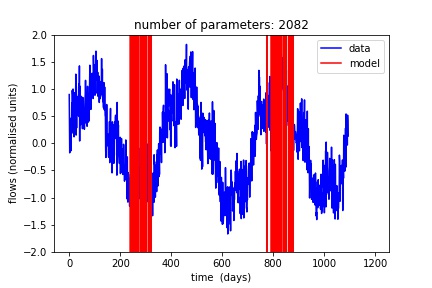 number of parameters: 2082
data
model
flows (normalised units)
2.0
1.5
1.0
0.5
0.0
−0.5
−1.0
−1.5
−2.0
0 200 400 600 800 1000 1200
time (days)